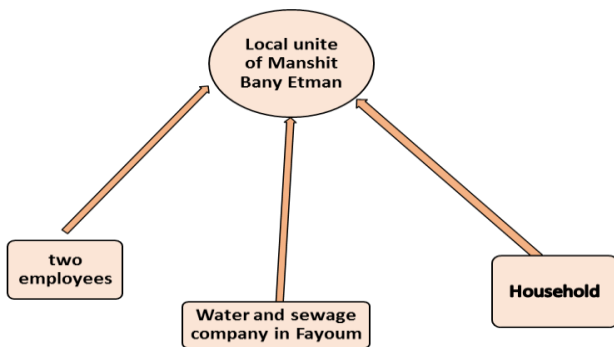 Local unite
of Manshit
Bany Etman
two
employees
Water and sewage
company in Fayoum
Household